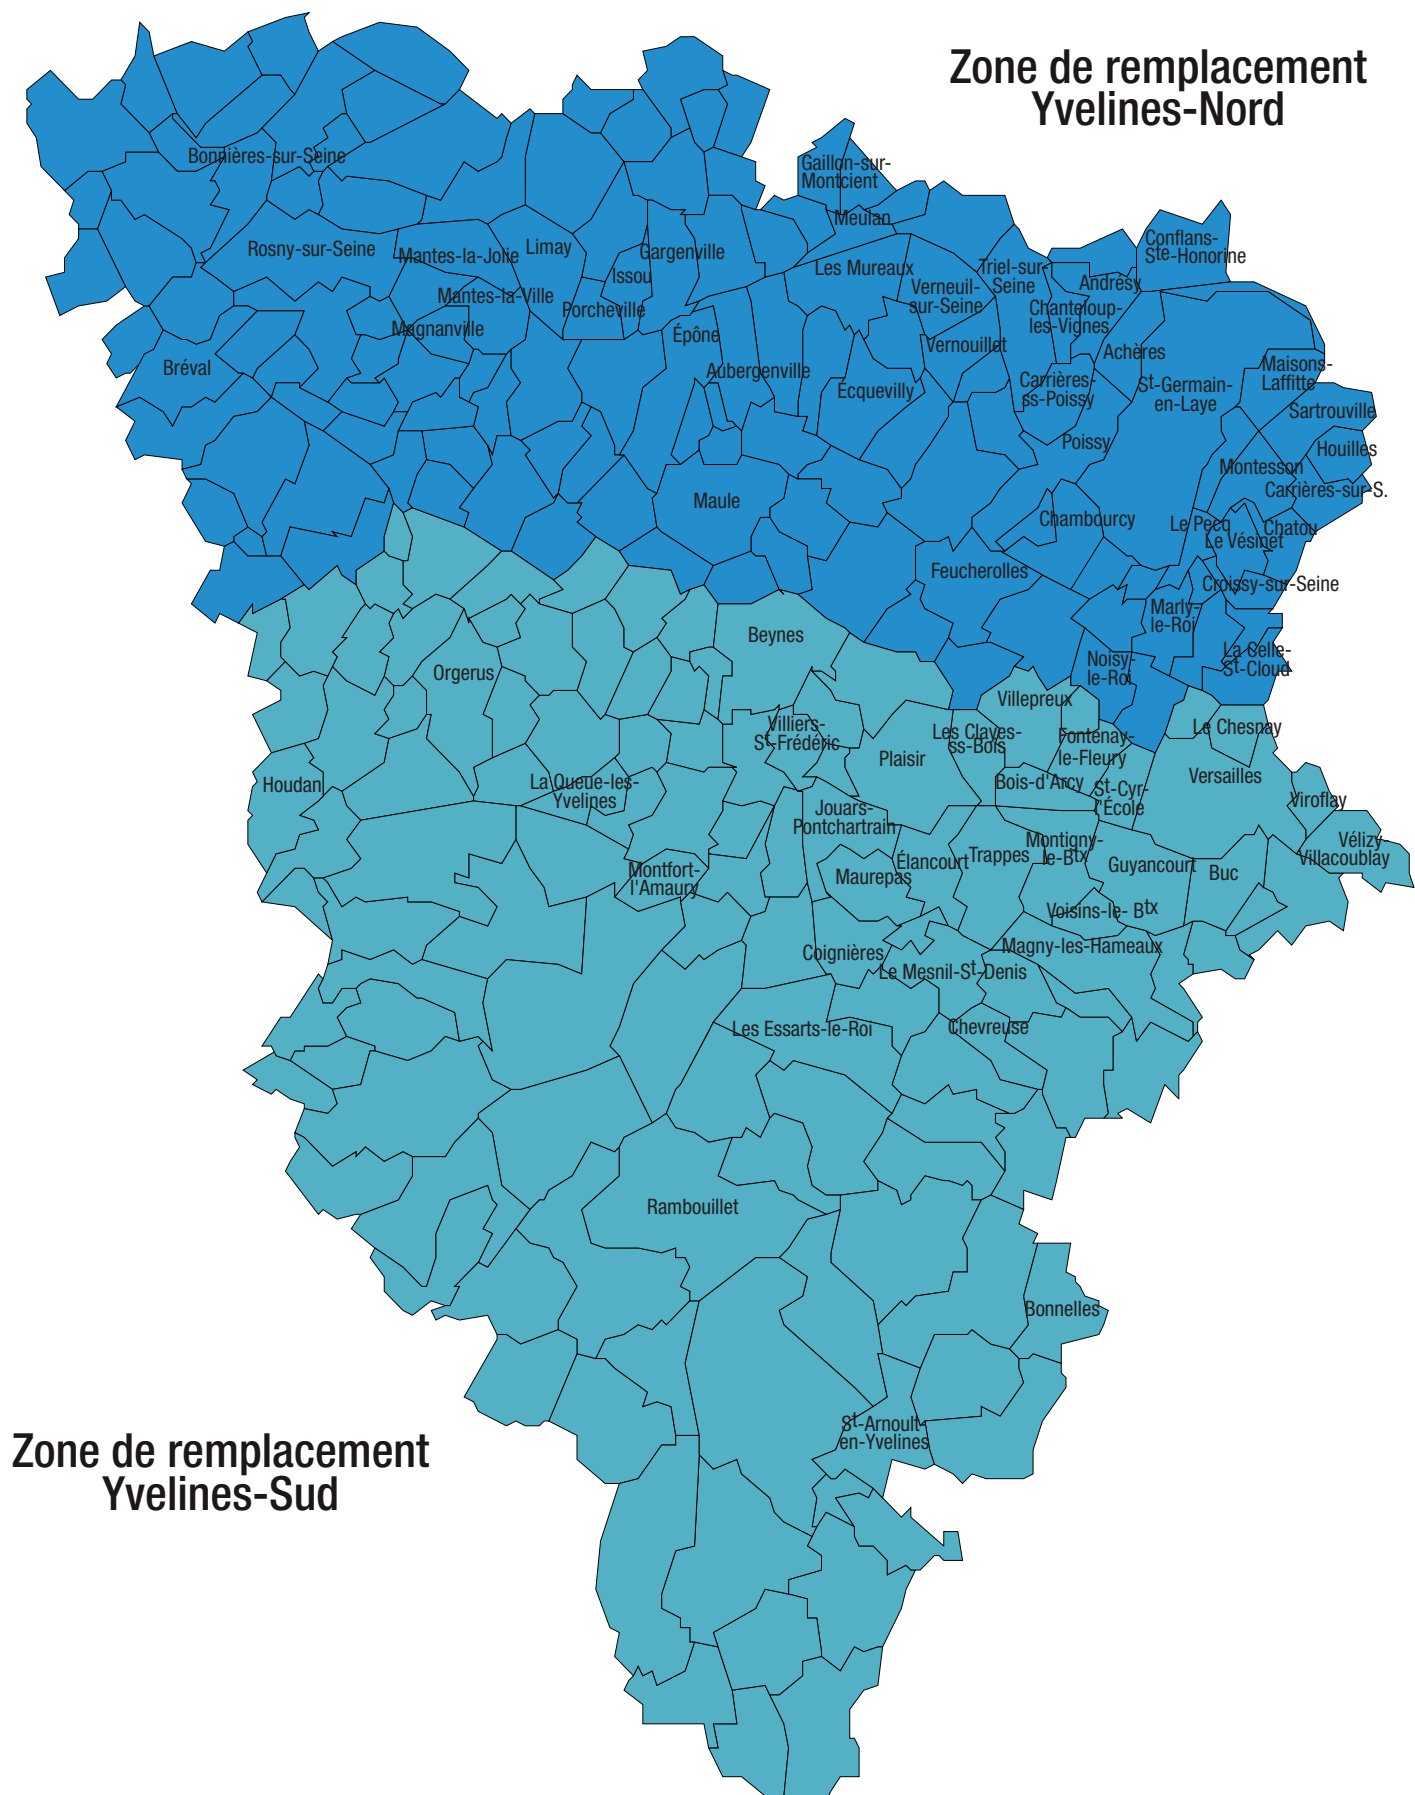 Zone de remplacement
Yvelines-Nord
Bonnières-sur-Seine
Gaillon-sur-
Montcient
Meulan
Conflans-
Ste-Honorine
Rosny-sur-Seine
Mantes-la-Jolie
Limay
Gargenville
Issou
Les Mureaux
Triel-sur-
Seine
Andrésy
Verneuil-
sur-Seine
Mantes-la-Ville
Porcheville
Chanteloup-
les-Vignes
Magnanville
Épône
Vernouillet
Achères
Bréval
Aubergenville
Écquevilly
Carrières-
ss-Poissy
St-Germain-
en-Laye
Maisons-
Laffitte
Sartrouville
Poissy
Houilles
Montesson
Carrières-sur-S.
Maule
Chambourcy
Le Pecq
Chatou
Le Vésinet
Feucherolles
Croissy-sur-Seine
Marly-
le-Roi
Beynes
La Celle-
St-Cloud
Noisy-
le-Roi
Orgerus
Villepreux
Villiers-
St-Frédéric
Les Clayes-
ss-Bois
Fontenay-
le-Fleury
Le Chesnay
Plaisir
Houdan
La Queue-les-
Yvelines
Bois-d'Arcy
St-Cyr-
l'École
Versailles
Viroflay
Jouars-
Pontchartrain
Montigny-
le-Btx
Vélizy-
Villacoublay
Élancourt
Trappes
Guyancourt
Buc
Montfort-
l'Amaury
Maurepas
Voisins-le- Btx
Coignières
Magny-les-Hameaux
Le Mesnil-St-Denis
Les Essarts-le-Roi
Chevreuse
Rambouillet
Bonnelles
St-Arnoult-
en-Yvelines
Zone de remplacement
Yvelines-Sud